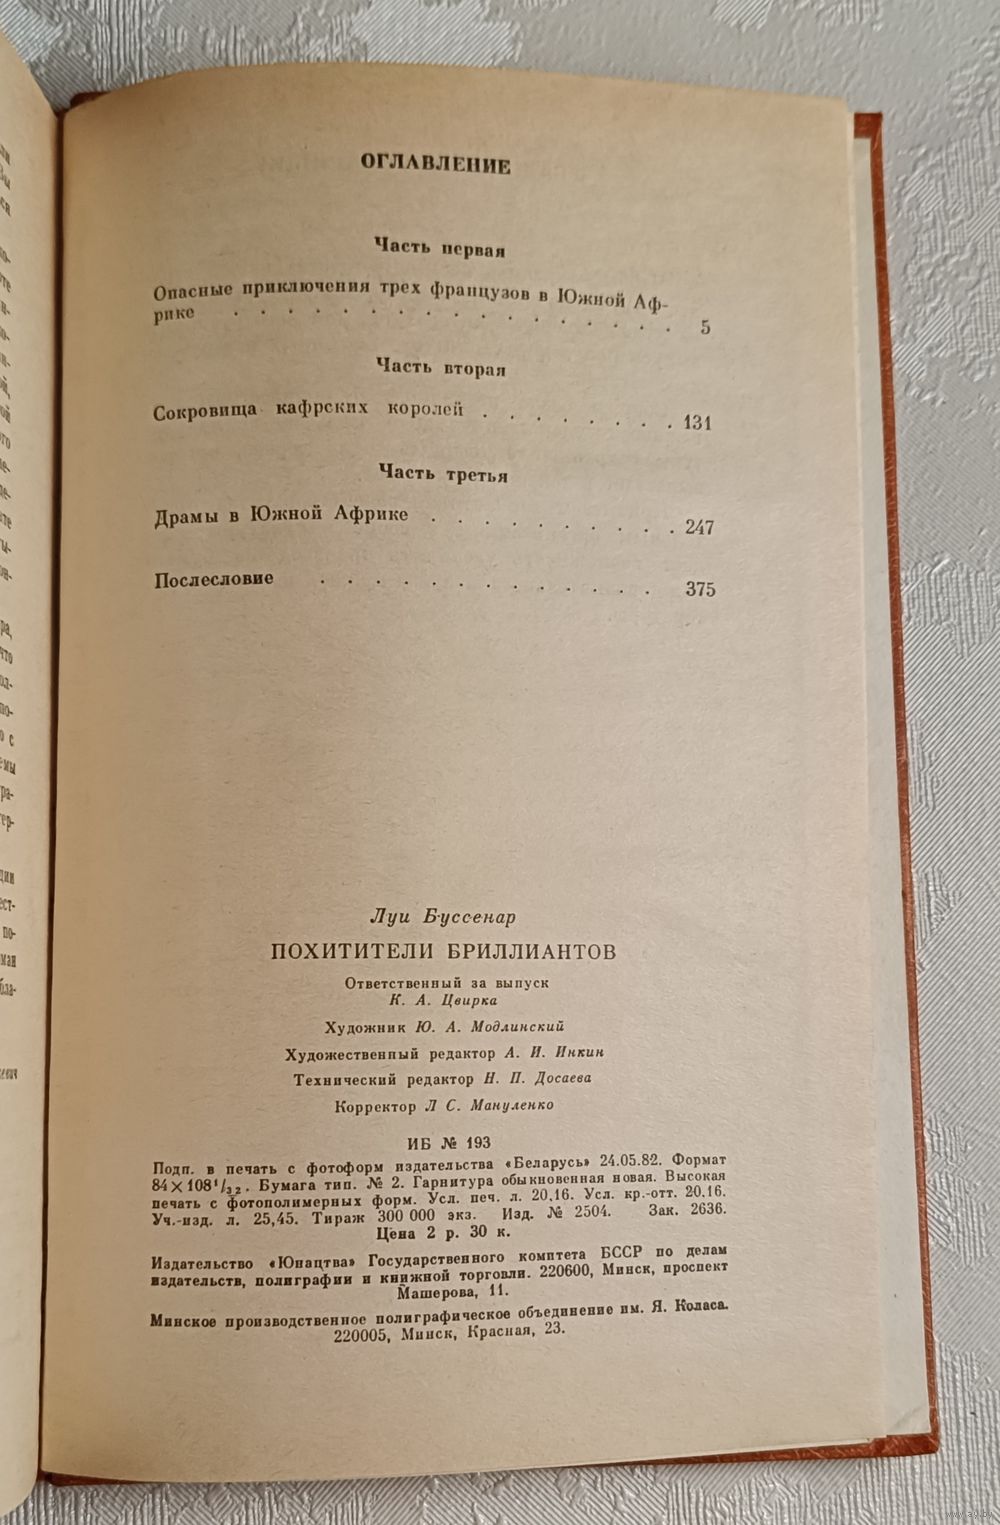 ОГЛАВЛЕНИЕ
Часть первая
Опасные приключения трех французов в Южной Аф-
рике . . . . . . . . . . . . . . . . . 5
Часть вторая
Сокровища кафрских королей . . . . . . . . 131
Часть третья
Драмы в Южной Африке . . . . . . . . . . 247
Послесловие . . . . . . . . . . . . . 375
Луи Буссенар
ПОХИТИТЕЛИ БРИЛЛИАНТОВ
Ответственный за выпуск
К. А. Цвирка
Художник Ю. А. Модлинский
Художественный редактор А. И. Инкин
Технический редактор Н. П. Досаева
Корректор Л С. Мануленко
ИБ № 193
Подп. в печать с фотоформ издательства «Беларусь» 24.05.82. Формат
84×108¹/₃₂. Бумага тип. № 2. Гарнитура обыкновенная новая. Высокая
печать с фотополимерных форм. Усл. печ. л. 20,16. Усл. кр.-отт. 20.16.
Уч.-изд. л. 25,45. Тираж 300 000 экз. Изд. № 2504. Зак. 2636.
Цена 2 р. 30 к.
Издательство «Юнацтва» Государственного комитета БССР по делам
издательств, полиграфии и книжной торговли. 220600, Минск, проспект
Машерова, 11.
Минское производственное полиграфическое объединение им. Я. Коласа.
220005, Минск, Красная, 23.